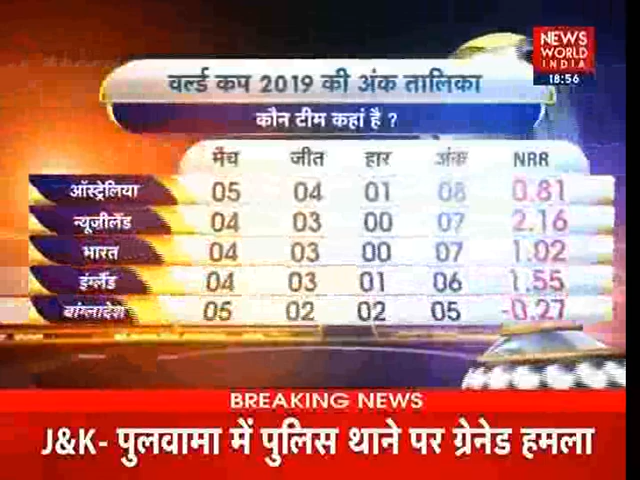 NEWS
WORLD
INDIA
18:56
वर्ल्ड कप 2019 की अंक तालिका
कौन टीम कहां है ?
मैच जीत हार अंक NRR
ऑस्ट्रेलिया 05 04 01 08 0.81
न्यूजीलैंड 04 03 00 07 2.16
भारत 04 03 00 07 1.02
इंग्लैंड 04 03 01 06 1.55
बांग्लादेश 05 02 02 05 -0.27
BREAKING NEWS
J&K- पुलवामा में पुलिस थाने पर ग्रेनेड हमला